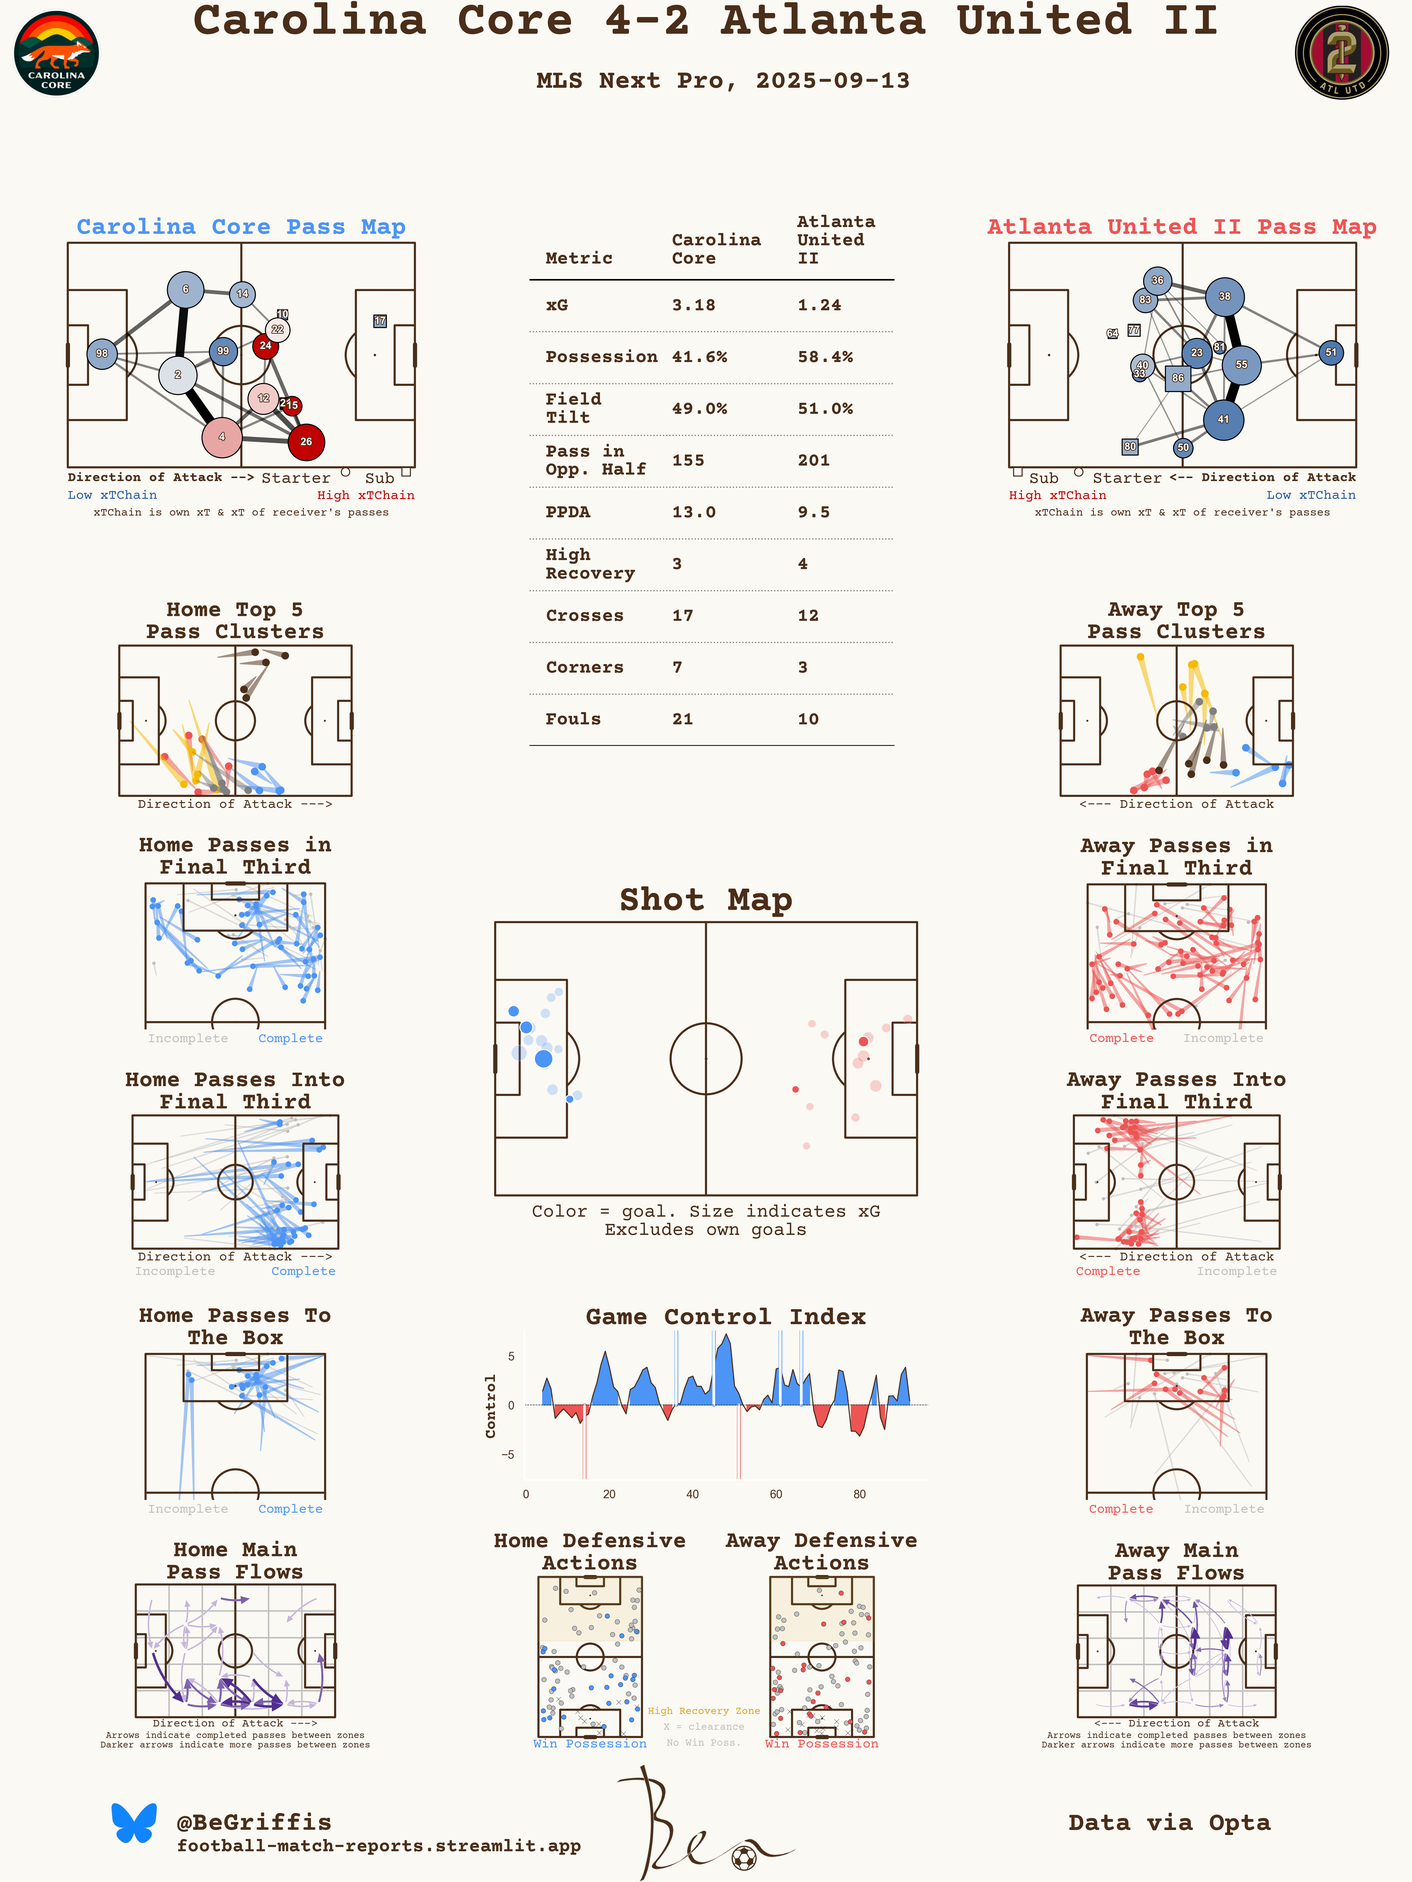 Carolina Core 4-2 Atlanta United II
MLS Next Pro, 2025-09-13
CAROLINA
CORE
2
ATL UTD
Carolina Core Pass Map
6
14
10
17
22
98
99
24
2
12
15
4
26
Direction of Attack --> Starter Sub
Low xTChain High xTChain
xTChain is own xT & xT of receiver's passes
Metric Carolina Core Atlanta United II
xG 3.18 1.24
Possession 41.6% 58.4%
Field Tilt 49.0% 51.0%
Pass in Opp. Half 155 201
PPDA 13.0 9.5
High Recovery 3 4
Crosses 17 12
Corners 7 3
Fouls 21 10
Atlanta United II Pass Map
36
83
38
64
77
23
81
51
40
33
86
55
41
80
50
Sub Starter <-- Direction of Attack
High xTChain Low xTChain
xTChain is own xT & xT of receiver's passes
Home Top 5
Pass Clusters
Direction of Attack --->
Away Top 5
Pass Clusters
<--- Direction of Attack
Home Passes in
Final Third
Incomplete Complete
Away Passes in
Final Third
Complete Incomplete
Shot Map
Color = goal. Size indicates xG
Excludes own goals
Home Passes Into
Final Third
Direction of Attack --->
Incomplete Complete
Away Passes Into
Final Third
<--- Direction of Attack
Complete Incomplete
Home Passes To
The Box
Incomplete Complete
Game Control Index
Control
5
0
−5
0 20 40 60 80
Away Passes To
The Box
Complete Incomplete
Home Main
Pass Flows
Direction of Attack --->
Arrows indicate completed passes between zones
Darker arrows indicate more passes between zones
Home Defensive
Actions
Win Possession
High Recovery Zone
X = clearance
No Win Poss.
Away Defensive
Actions
Win Possession
Away Main
Pass Flows
<--- Direction of Attack
Arrows indicate completed passes between zones
Darker arrows indicate more passes between zones
@BeGriffis
football-match-reports.streamlit.app
Ben
Data via Opta